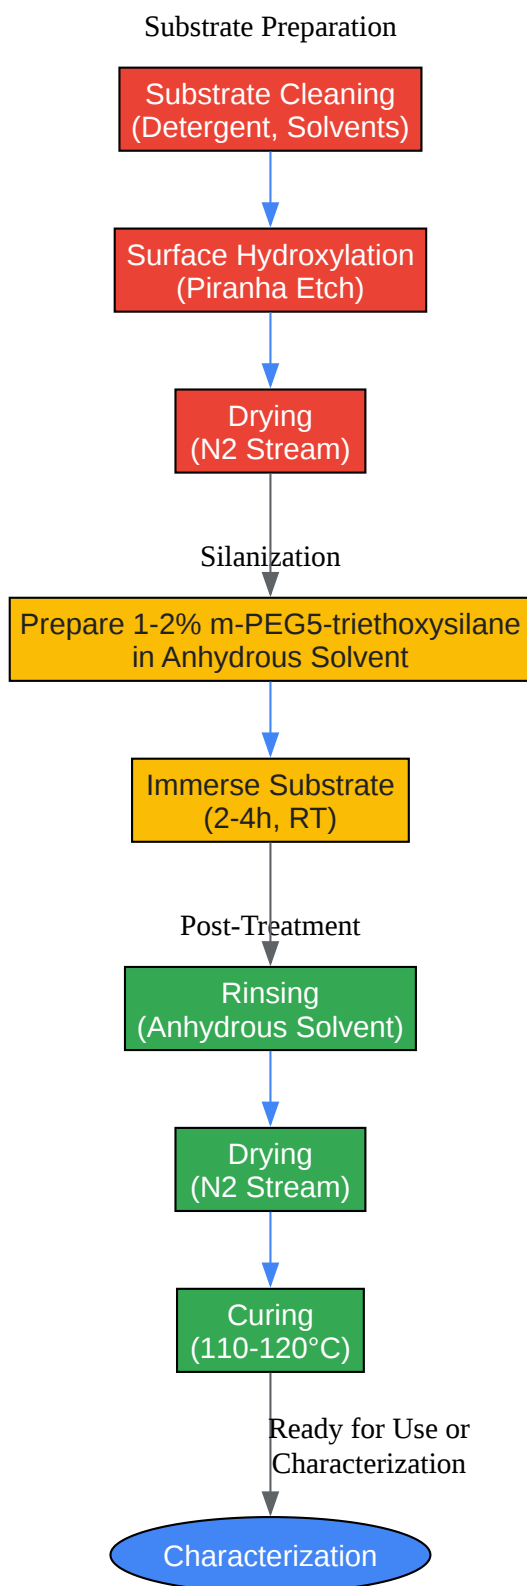 Substrate Preparation
Substrate Cleaning
(Detergent, Solvents)
Surface Hydroxylation
(Piranha Etch)
Drying
(N2 Stream)
Silanization
Prepare 1-2% m-PEG5-triethoxysilane
in Anhydrous Solvent
Immerse Substrate
(2-4h, RT)
Post-Treatment
Rinsing
(Anhydrous Solvent)
Drying
(N2 Stream)
Curing
(110-120°C)
Ready for Use or
Characterization
Characterization